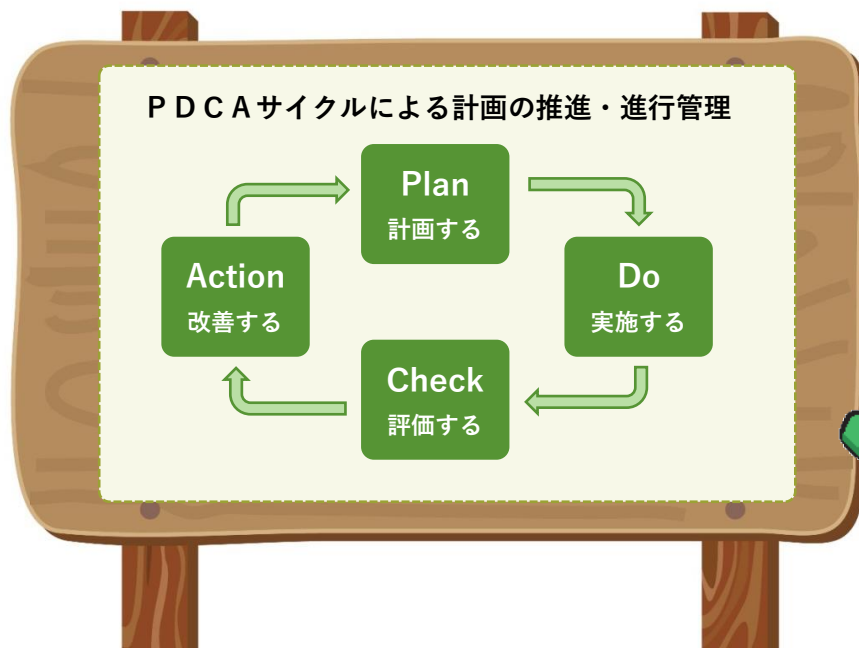 ＰＤＣＡサイクルによる計画の推進・進行管理
Plan
計画する
Do
実施する
Check
評価する
Action
改善する